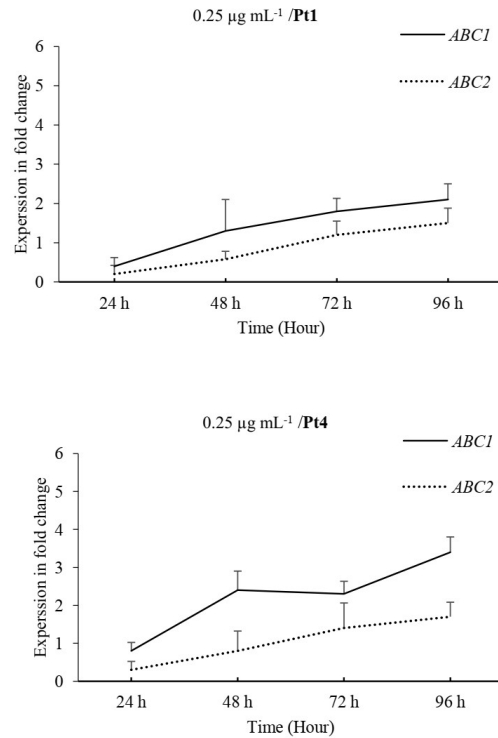 0.25 µg mL⁻¹ /Pt1
ABC1
ABC2
Experssion in fold change
6
5
4
3
2
1
0
24 h 48 h 72 h 96 h
Time (Hour)
0.25 µg mL⁻¹ /Pt4
ABC1
ABC2
Experssion in fold change
6
5
4
3
2
1
0
24 h 48 h 72 h 96 h
Time (Hour)